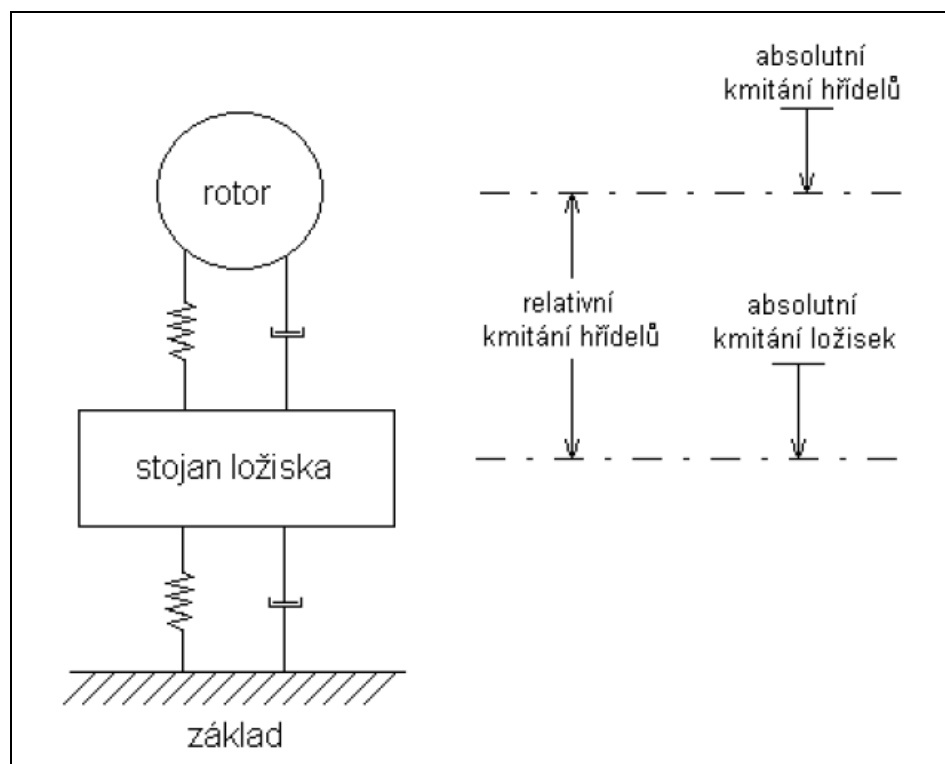 absolutní
kmitání hřídelů
rotor
relativní
kmitání hřídelů
absolutní
kmitání ložisek
stojan ložiska
základ